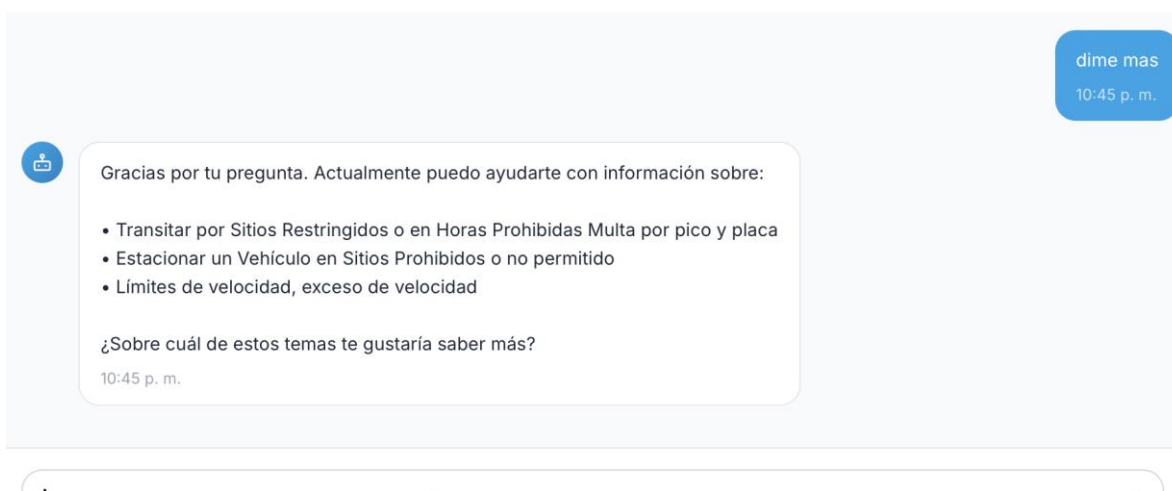 dime mas
10:45 p. m.
Gracias por tu pregunta. Actualmente puedo ayudarte con información sobre:
• Transitar por Sitios Restringidos o en Horas Prohibidas Multa por pico y placa
• Estacionar un Vehículo en Sitios Prohibidos o no permitido
• Límites de velocidad, exceso de velocidad
¿Sobre cuál de estos temas te gustaría saber más?
10:45 p. m.